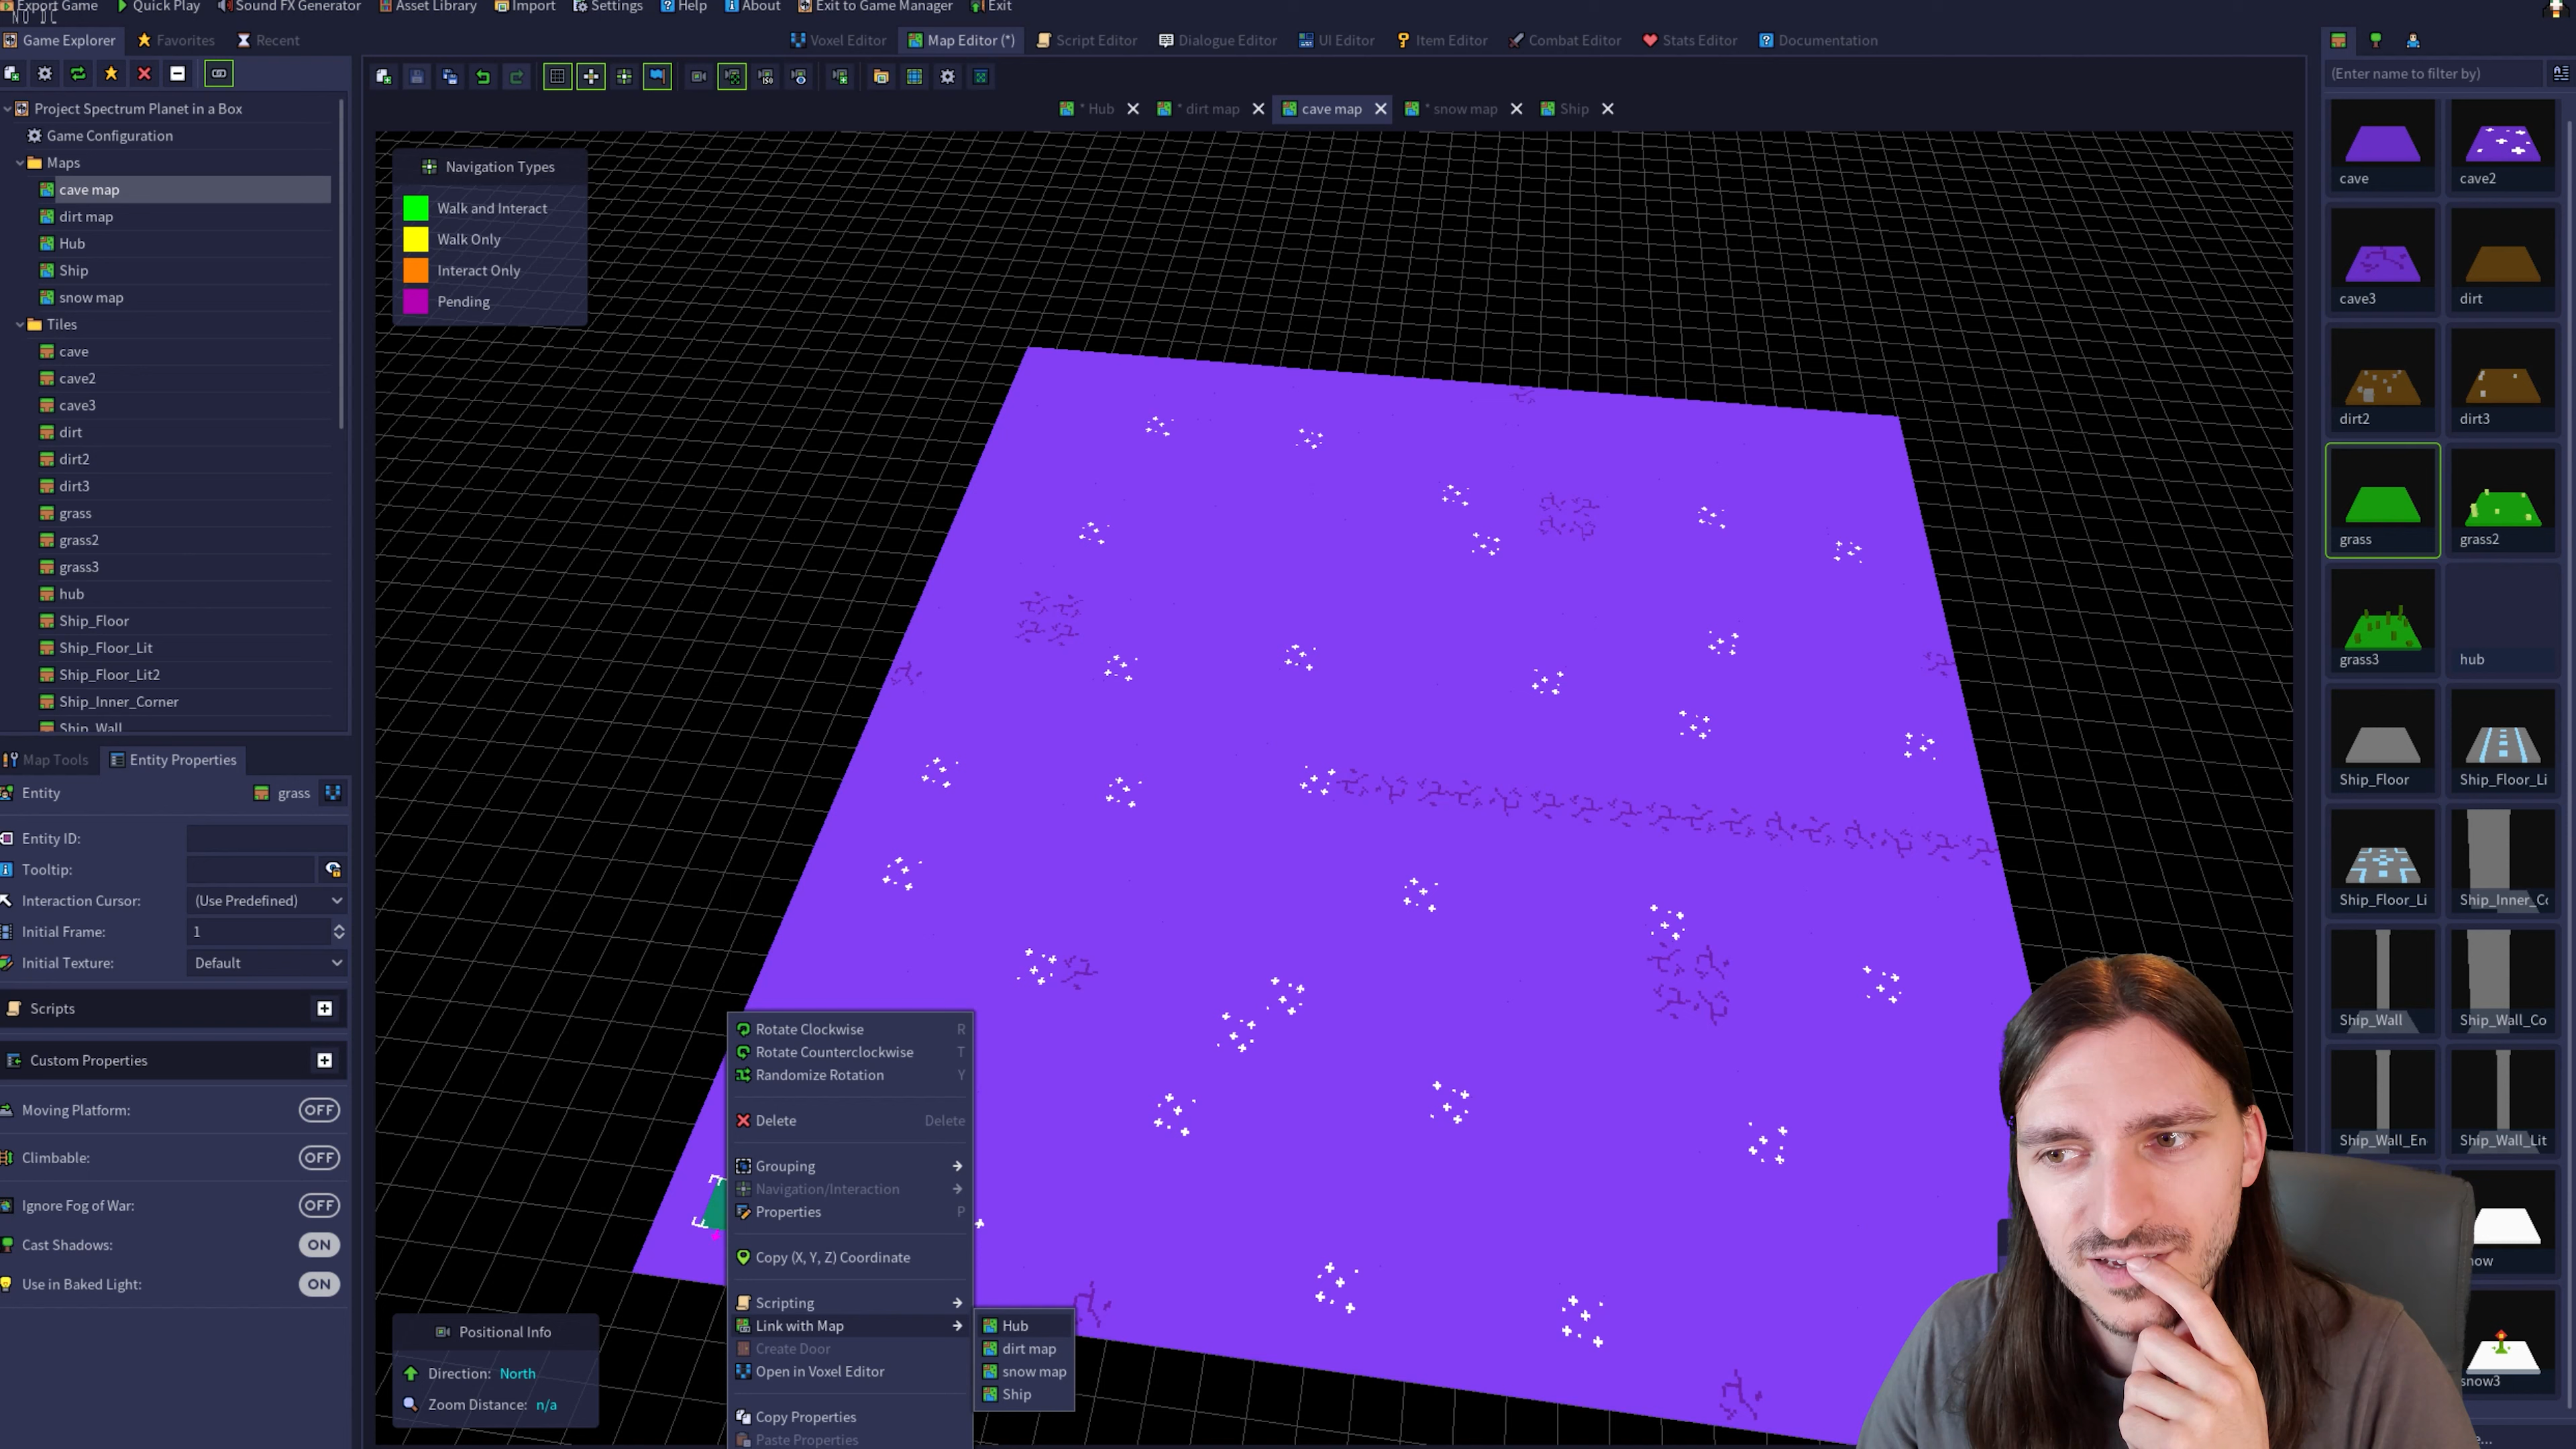 Export Game Quick Play Sound FX Generator Asset Library Import Settings Help About Exit to Game Manager Exit
Game Explorer Favorites Recent
Voxel Editor Map Editor (*) Script Editor Dialogue Editor UI Editor Item Editor Combat Editor Stats Editor Documentation
(Enter name to filter by)
* Hub * dirt map cave map * snow map Ship
Project Spectrum Planet in a Box
Game Configuration
Maps
cave map
dirt map
Hub
Ship
snow map
Tiles
cave
cave2
cave3
dirt
dirt2
dirt3
grass
grass2
grass3
hub
Ship_Floor
Ship_Floor_Lit
Ship_Floor_Lit2
Ship_Inner_Corner
Ship_Wall
Map Tools Entity Properties
Entity grass
Entity ID:
Tooltip:
Interaction Cursor: (Use Predefined)
Initial Frame: 1
Initial Texture: Default
Scripts
Custom Properties
Moving Platform: OFF
Climbable: OFF
Ignore Fog of War: OFF
Cast Shadows: ON
Use in Baked Light: ON
Navigation Types
Walk and Interact
Walk Only
Interact Only
Pending
Rotate Clockwise R
Rotate Counterclockwise T
Randomize Rotation Y
Delete Delete
Grouping
Navigation/Interaction
Properties P
Copy (X, Y, Z) Coordinate
Scripting
Link with Map
Create Door
Open in Voxel Editor
Copy Properties
Paste Properties
Hub
dirt map
snow map
Ship
Positional Info
Direction: North
Zoom Distance: n/a
cave cave2
cave3 dirt
dirt2 dirt3
grass grass2
grass3 hub
Ship_Floor Ship_Floor_Li
Ship_Floor_Li Ship_Inner_Co
Ship_Wall Ship_Wall_Co
Ship_Wall_En Ship_Wall_Lit
now
snow3